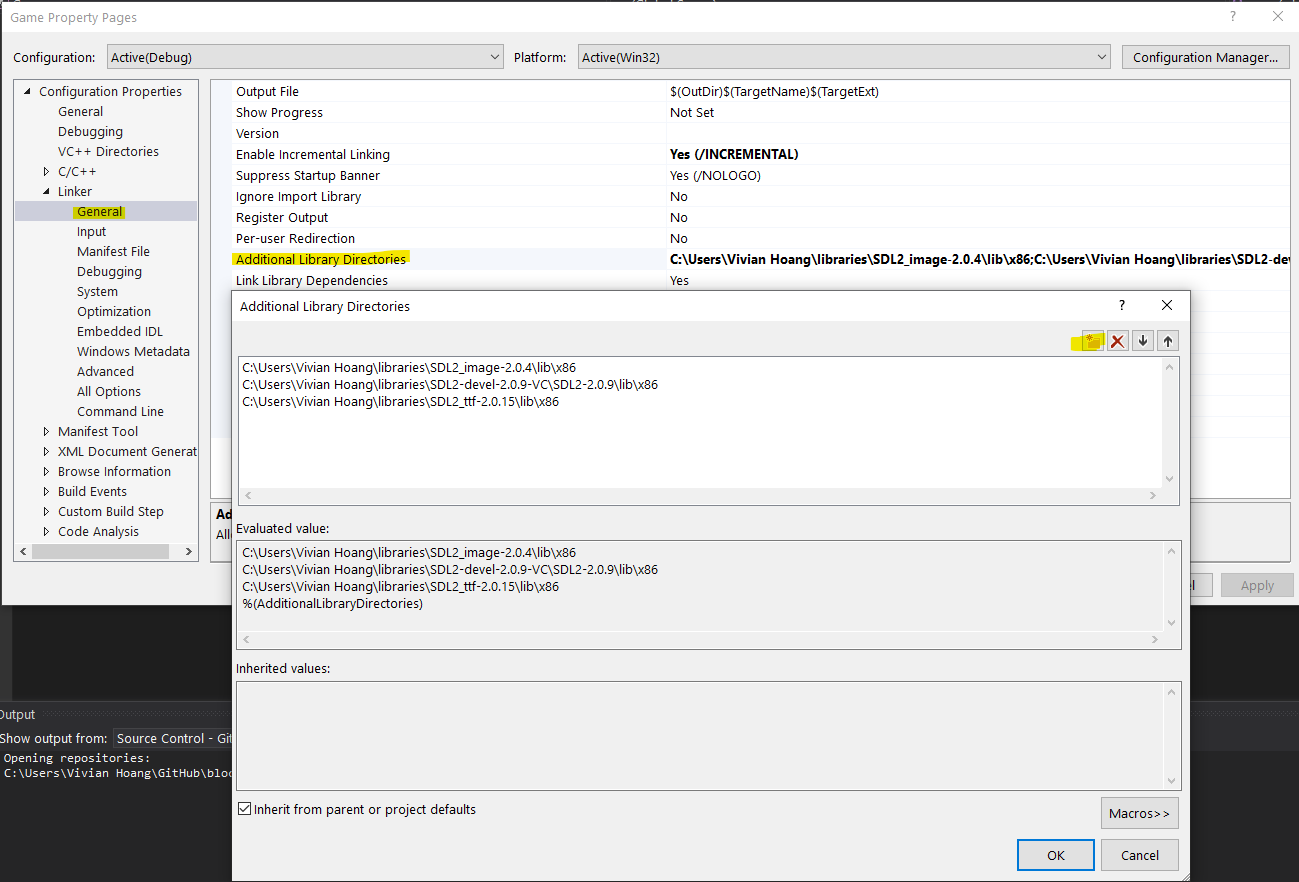 Game Property Pages
Configuration: Active(Debug) Platform: Active(Win32) Configuration Manager...
Configuration Properties
General
Debugging
VC++ Directories
C/C++
Linker
General
Input
Manifest File
Debugging
System
Optimization
Embedded IDL
Windows Metadata
Advanced
All Options
Command Line
Manifest Tool
XML Document Generat
Browse Information
Build Events
Custom Build Step
Code Analysis
Output File $(OutDir)$(TargetName)$(TargetExt)
Show Progress Not Set
Version
Enable Incremental Linking Yes (/INCREMENTAL)
Suppress Startup Banner Yes (/NOLOGO)
Ignore Import Library No
Register Output No
Per-user Redirection No
Additional Library Directories C:\Users\Vivian Hoang\libraries\SDL2_image-2.0.4\lib\x86;C:\Users\Vivian Hoang\libraries\SDL2-de
Link Library Dependencies Yes
Additional Library Directories
C:\Users\Vivian Hoang\libraries\SDL2_image-2.0.4\lib\x86
C:\Users\Vivian Hoang\libraries\SDL2-devel-2.0.9-VC\SDL2-2.0.9\lib\x86
C:\Users\Vivian Hoang\libraries\SDL2_ttf-2.0.15\lib\x86
Evaluated value:
C:\Users\Vivian Hoang\libraries\SDL2_image-2.0.4\lib\x86
C:\Users\Vivian Hoang\libraries\SDL2-devel-2.0.9-VC\SDL2-2.0.9\lib\x86
C:\Users\Vivian Hoang\libraries\SDL2_ttf-2.0.15\lib\x86
%(AdditionalLibraryDirectories)
Inherited values:
Inherit from parent or project defaults
Macros>>
OK Cancel
Ad
All
el Apply
Output
Show output from: Source Control - Git
Opening repositories:
C:\Users\Vivian Hoang\GitHub\bloc